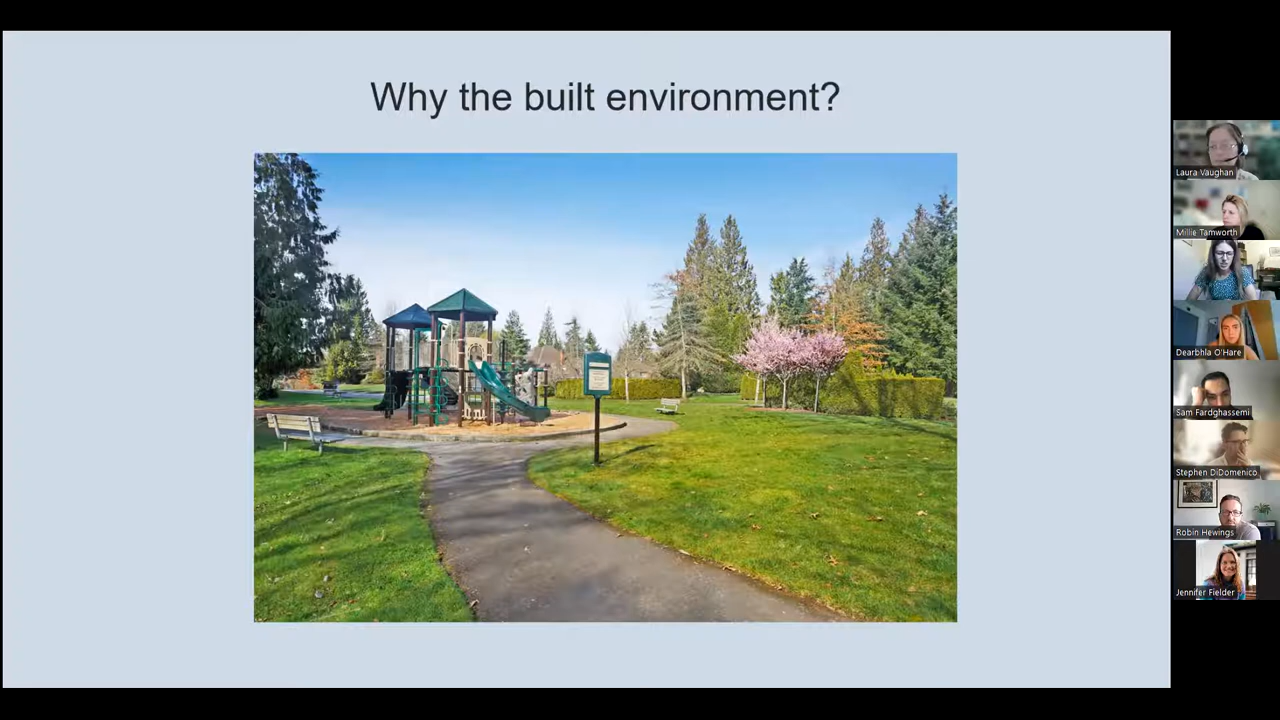 Why the built environment?
Laura Vaughan
Millie Tamworth
Dearbhla O'Hare
Sam Fardghassemi
Stephen DiDomenico
Robin Hewings
Jennifer Fielder